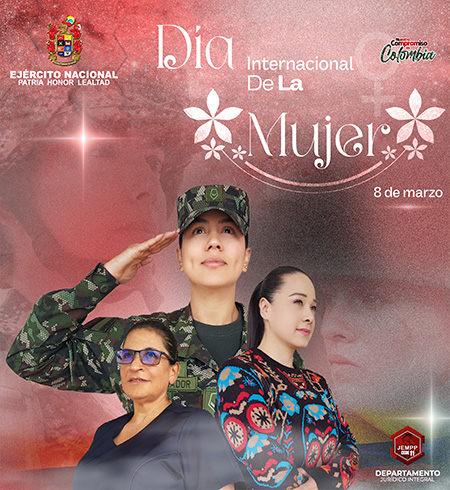 EJÉRCITO NACIONAL
PATRIA HONOR LEALTAD
Día
Internacional
De La
Mujer
Compromiso
Colombia
8 de marzo
JEMPP
DEPARTAMENTO
JURÍDICO INTEGRAL